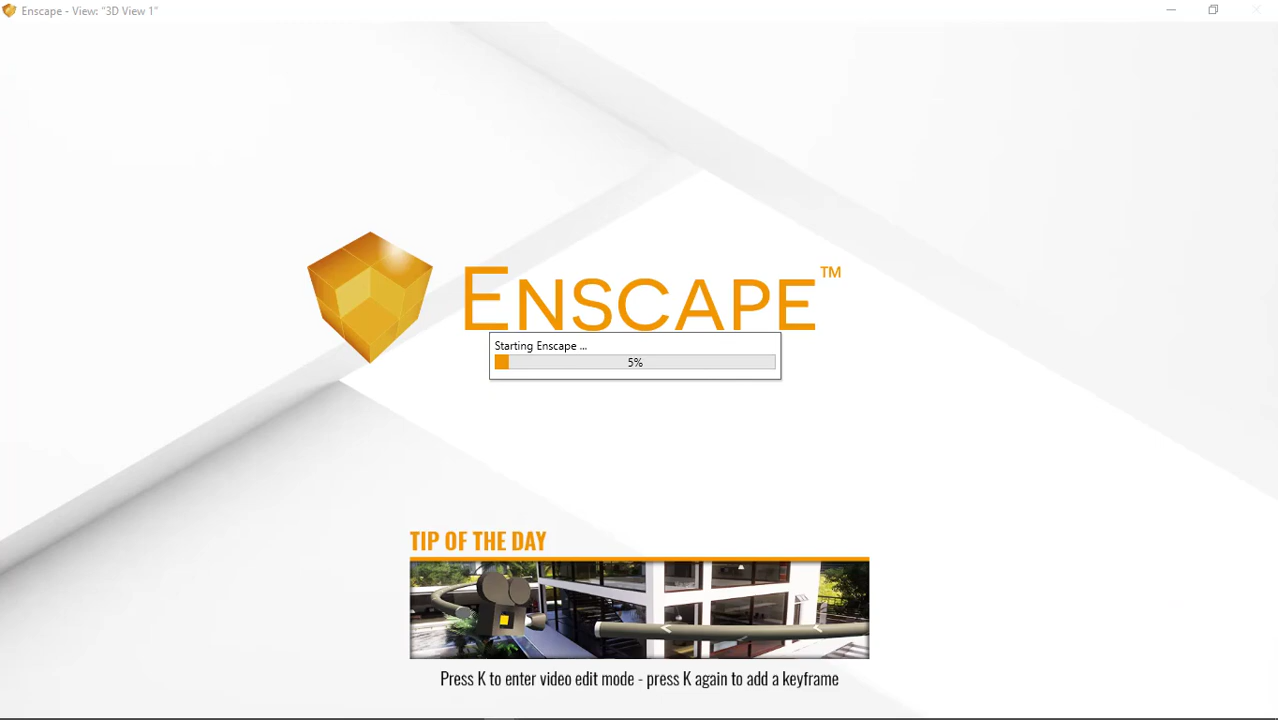 Enscape - View: "3D View 1"
ENSCAPE™
Starting Enscape ...
5%
TIP OF THE DAY
Press K to enter video edit mode - press K again to add a keyframe